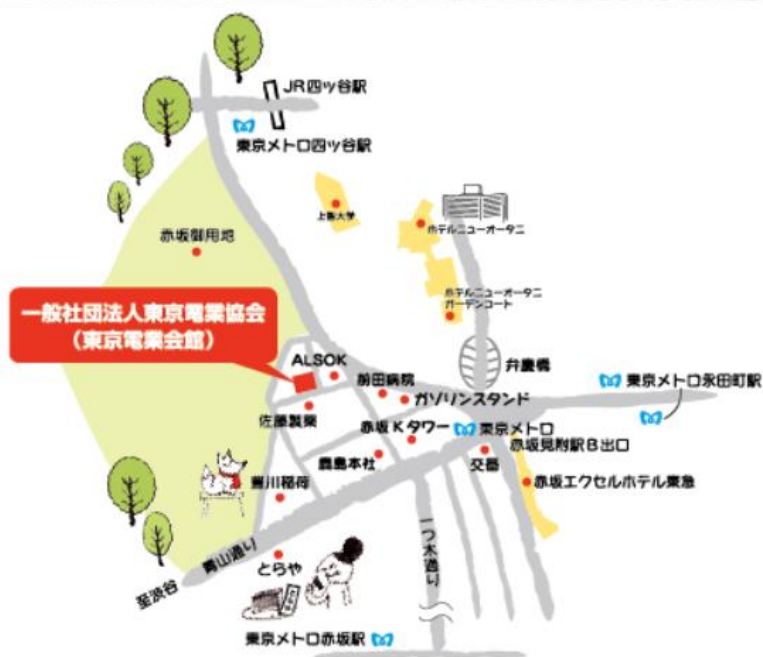 JR四ツ谷駅
東京メトロ四ツ谷駅
上智大学
ホテルニューオータニ
赤坂御用地
ホテルニューオータニ
ガーデンコート
一般社団法人東京電業協会
（東京電業会館）
ALSOK
弁慶橋
前田病院
東京メトロ永田町駅
ガソリンスタンド
佐藤製薬
赤坂Kタワー
東京メトロ
赤坂見附駅B出口
鹿島本社
交番
豊川稲荷
赤坂エクセルホテル東急
青山通り
一つ木通り
とらや
至渋谷
東京メトロ赤坂駅